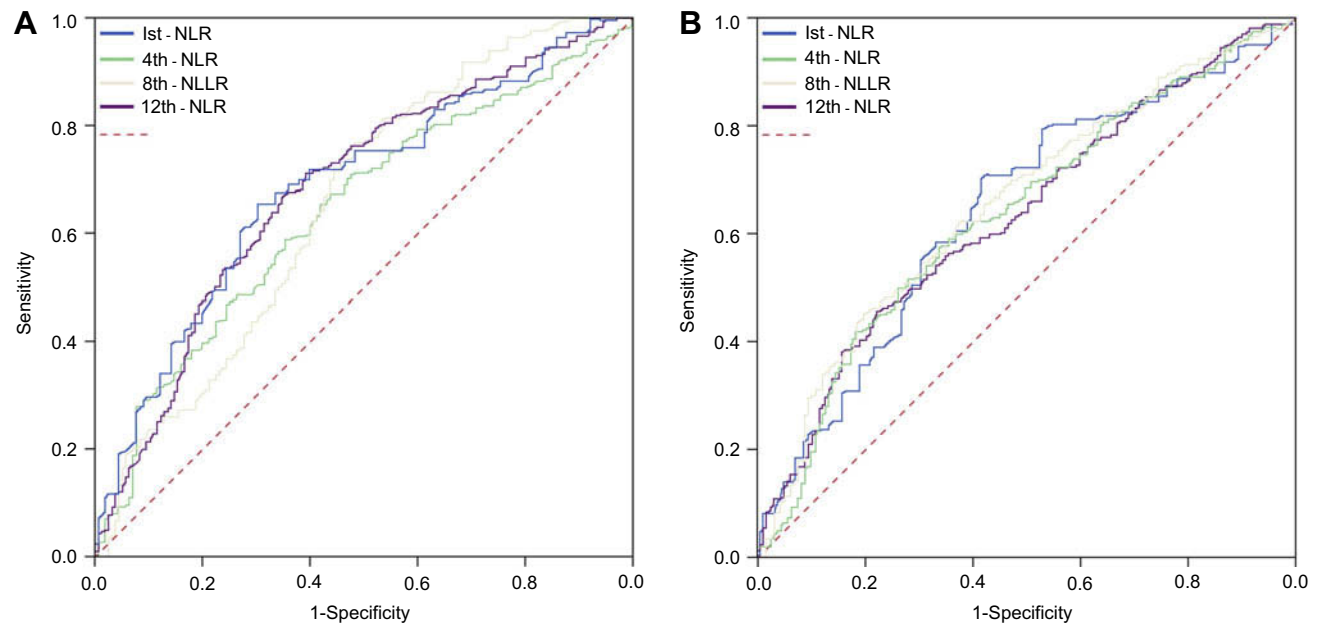 A
1.0
0.8
0.6
0.4
0.2
0.0
Sensitivity
Ist - NLR
4th - NLR
8th - NLLR
12th - NLR
0.0 0.2 0.4 0.6 0.8 0.0
1-Specificity
B
1.0
0.8
0.6
0.4
0.2
0.0
Sensitivity
Ist - NLR
4th - NLR
8th - NLLR
12th - NLR
0.0 0.2 0.4 0.6 0.8 0.0
1-Specificity